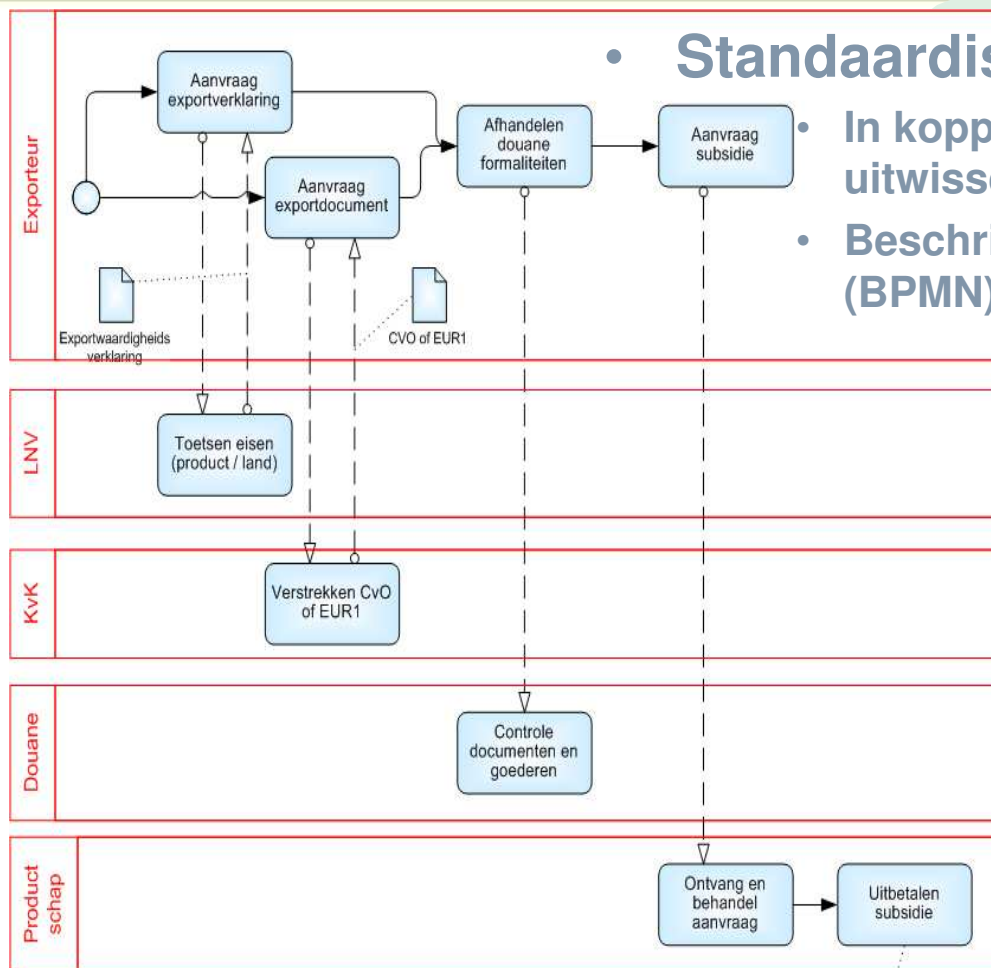 Standaardis
In kopp
uitwisse
Beschri
(BPMN)
Exporteur
Aanvraag
exportverklaring
Aanvraag
exportdocument
Afhandelen
douane
formaliteiten
Aanvraag
subsidie
Exportwaardigheids
verklaring
CVO of EUR1
LNV
Toetsen eisen
(product / land)
KvK
Verstrekken CvO
of EUR1
Douane
Controle
documenten en
goederen
Product
schap
Ontvang en
behandel
aanvraag
Uitbetalen
subsidie